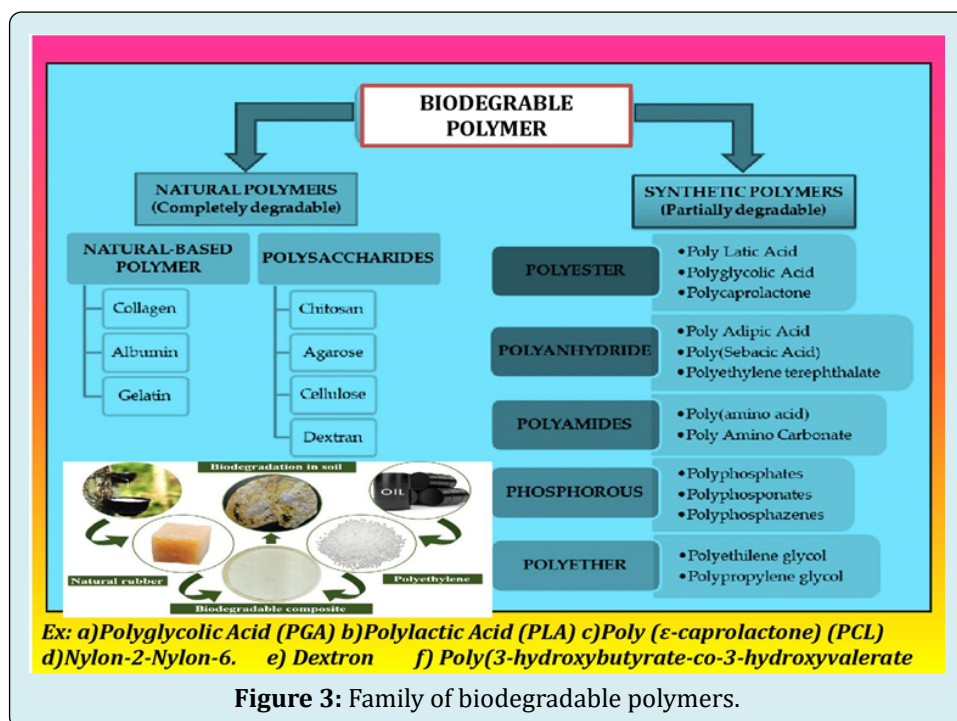 BIODEGRABLE
POLYMER
NATURAL POLYMERS
(Completely degradable)
NATURAL-BASED
POLYMER
Collagen
Albumin
Gelatin
POLYSACCHARIDES
Chitosan
Agarose
Cellulose
Dextran
SYNTHETIC POLYMERS
(Partially degradable)
POLYESTER
•Poly Latic Acid
•Polyglycolic Acid
•Polycaprolactone
POLYANHYDRIDE
•Poly Adipic Acid
•Poly(Sebacic Acid)
•Polyethylene terephthalate
POLYAMIDES
•Poly(amino acid)
•Poly Amino Carbonate
PHOSPHOROUS
•Polyphosphates
•Polyphosponates
•Polyphosphazenes
POLYETHER
•Polyethilene glycol
•Polypropylene glycol
Biodegradation in soil
OIL
Natural rubber
Polyethylene
Biodegradable composite
Ex: a)Polyglycolic Acid (PGA) b)Polylactic Acid (PLA) c)Poly (ε-caprolactone) (PCL)
d)Nylon-2-Nylon-6. e) Dextron f) Poly(3-hydroxybutyrate-co-3-hydroxyvalerate
Figure 3: Family of biodegradable polymers.